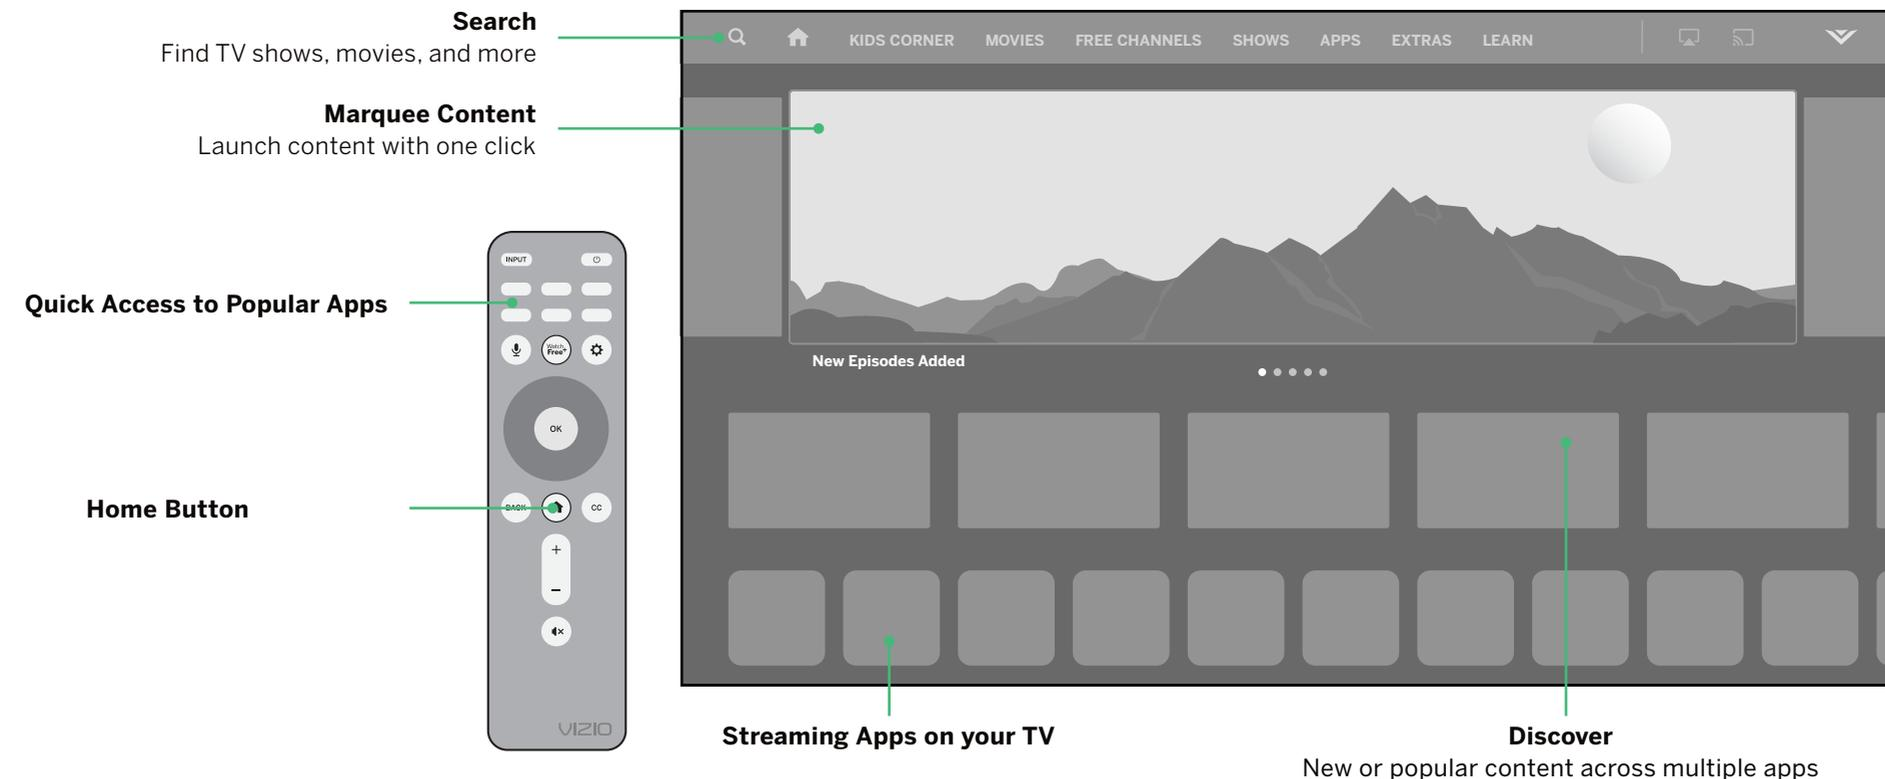 Search
Find TV shows, movies, and more
KIDS CORNER MOVIES FREE CHANNELS SHOWS APPS EXTRAS LEARN
Marquee Content
Launch content with one click
New Episodes Added
INPUT
Quick Access to Popular Apps
Watch
Free+
OK
Home Button
BACK
CC
VIZIO
Streaming Apps on your TV
Discover
New or popular content across multiple apps